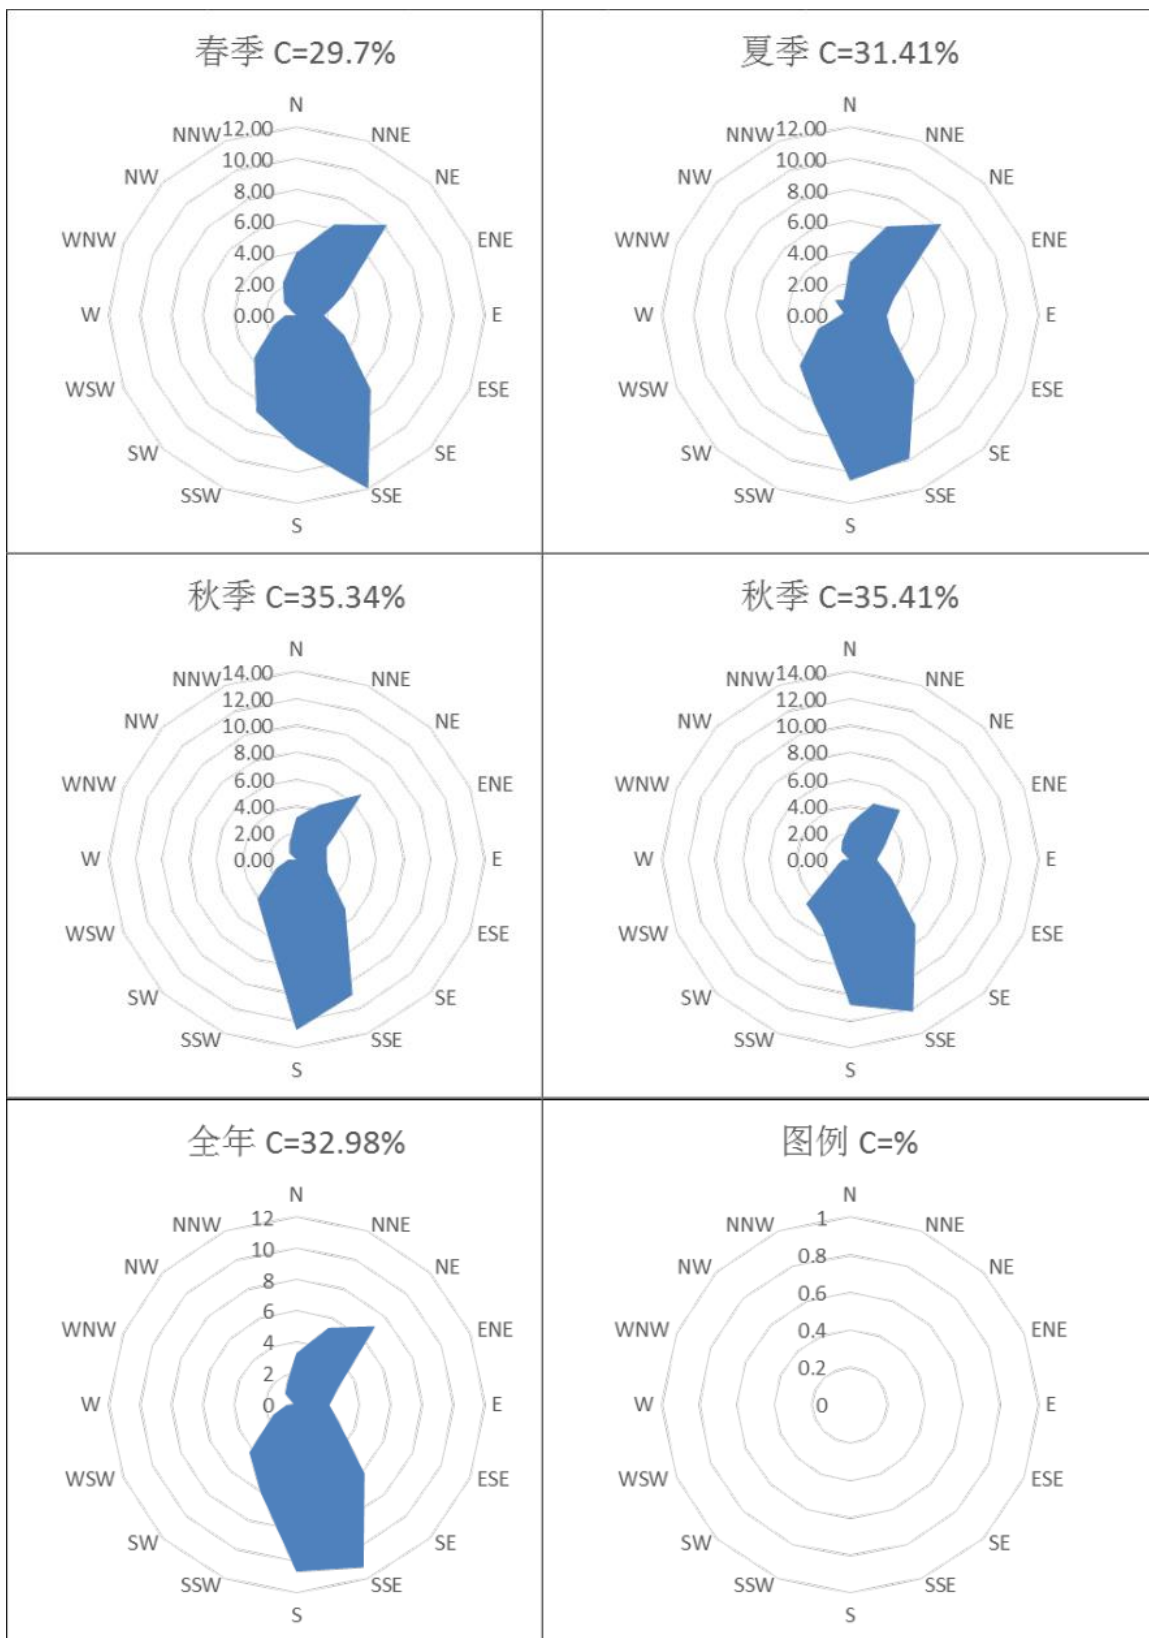 春季 C=29.7%
N
NNW 12.00 NNE
NW 10.00 NE
8.00
WNW 6.00 ENE
4.00
2.00
W 0.00 E
WSW ESE
SW SE
SSW SSE
S
夏季 C=31.41%
N
NNW 12.00 NNE
NW 10.00 NE
8.00
WNW 6.00 ENE
4.00
2.00
W 0.00 E
WSW ESE
SW SE
SSW SSE
S
秋季 C=35.34%
N
NNW 14.00 NNE
12.00
NW 10.00 NE
8.00
WNW 6.00 ENE
4.00
2.00
W 0.00 E
WSW ESE
SW SE
SSW SSE
S
秋季 C=35.41%
N
NNW 14.00 NNE
12.00
NW 10.00 NE
8.00
WNW 6.00 ENE
4.00
2.00
W 0.00 E
WSW ESE
SW SE
SSW SSE
S
全年 C=32.98%
N
NNW 12 NNE
NW 10 NE
8
WNW 6 ENE
4
2
W 0 E
WSW ESE
SW SE
SSW SSE
S
图例 C=%
N
NNW 1 NNE
NW 0.8 NE
0.6
WNW 0.4 ENE
0.2
W 0 E
WSW ESE
SW SE
SSW SSE
S